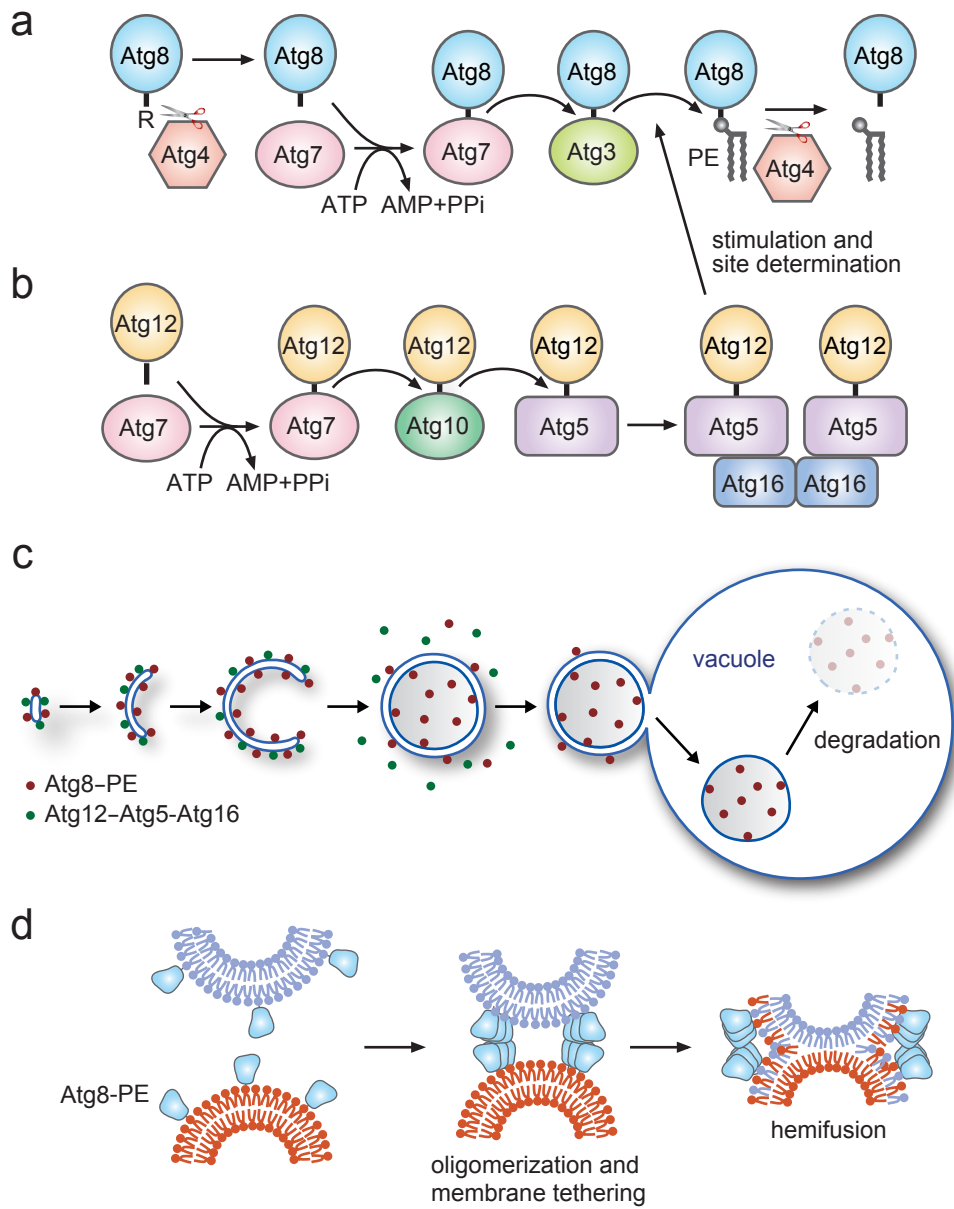 a
Atg8
Atg8
Atg8
Atg8
Atg8
Atg8
R
Atg4
Atg7
Atg7
Atg3
PE
Atg4
ATP
AMP+PPi
stimulation and
site determination
b
Atg12
Atg12
Atg12
Atg12
Atg12
Atg12
Atg7
Atg7
Atg10
Atg5
Atg5
Atg5
Atg16
Atg16
ATP
AMP+PPi
c
vacuole
degradation
Atg8–PE
Atg12–Atg5-Atg16
d
Atg8-PE
oligomerization and
membrane tethering
hemifusion